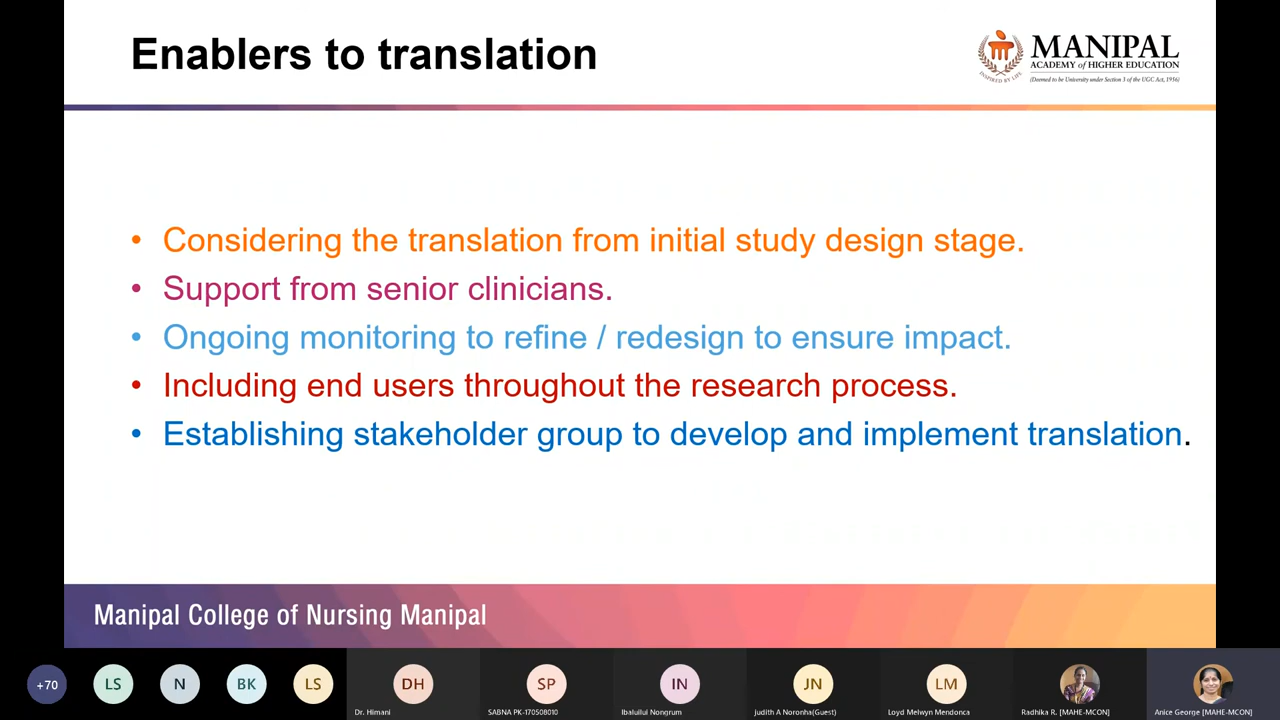 Enablers to translation
MANIPAL
ACADEMY of HIGHER EDUCATION
(Deemed to be University under Section 3 of the UGC Act, 1956)
INSPIRED BY LIFE
• Considering the translation from initial study design stage.
• Support from senior clinicians.
• Ongoing monitoring to refine / redesign to ensure impact.
• Including end users throughout the research process.
• Establishing stakeholder group to develop and implement translation.
Manipal College of Nursing Manipal
+70
LS
N
BK
LS
DH
SP
IN
JN
LM
Dr. Himani
SABNA PK-170508010
Ibaluilui Nongrum
Judith A Noronha(Guest)
Loyd Melwyn Mendonca
Radhika R. [MAHE-MCON]
Anice George [MAHE-MCON]